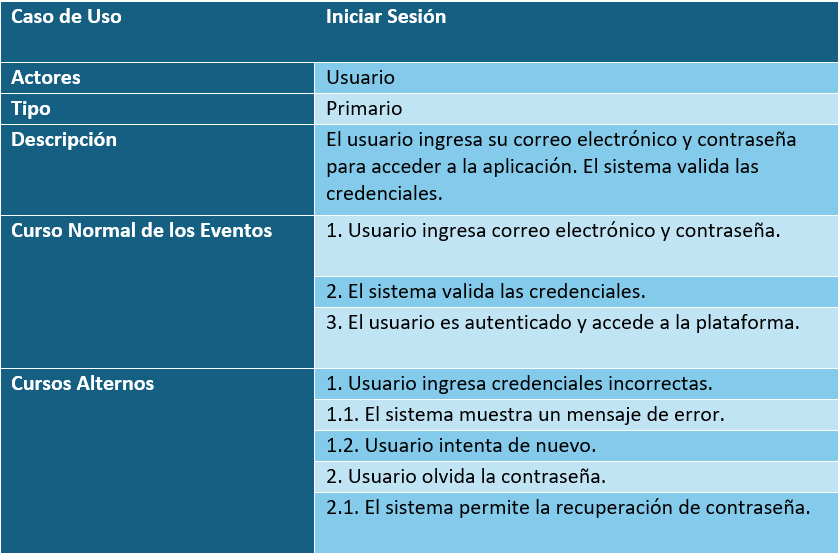 Caso de Uso
Iniciar Sesión
Actores
Usuario
Tipo
Primario
Descripción
El usuario ingresa su correo electrónico y contraseña
para acceder a la aplicación. El sistema valida las
credenciales.
Curso Normal de los Eventos
1. Usuario ingresa correo electrónico y contraseña.
2. El sistema valida las credenciales.
3. El usuario es autenticado y accede a la plataforma.
Cursos Alternos
1. Usuario ingresa credenciales incorrectas.
1.1. El sistema muestra un mensaje de error.
1.2. Usuario intenta de nuevo.
2. Usuario olvida la contraseña.
2.1. El sistema permite la recuperación de contraseña.